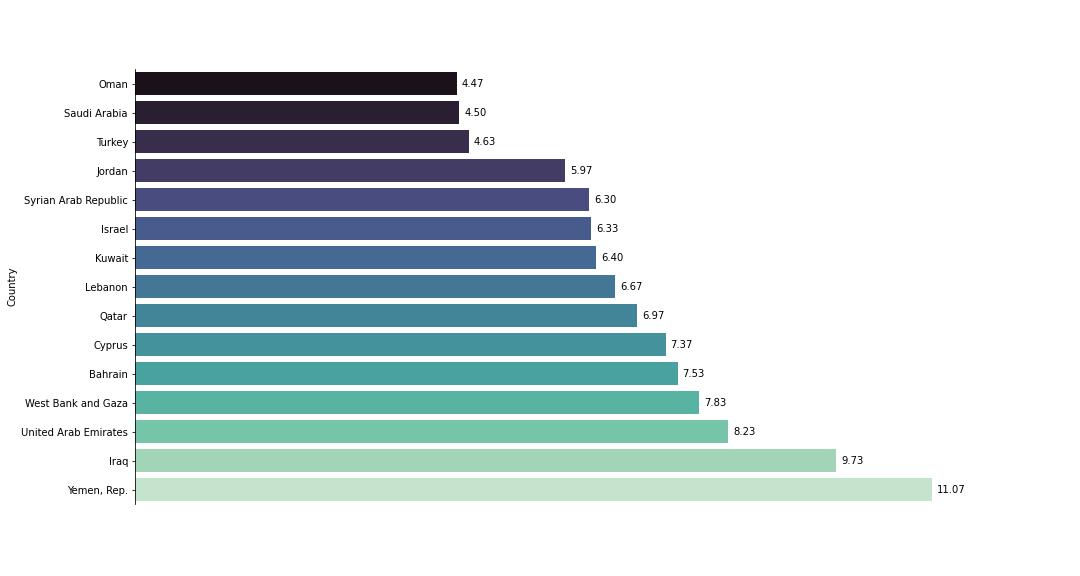 Country
Oman 4.47
Saudi Arabia 4.50
Turkey 4.63
Jordan 5.97
Syrian Arab Republic 6.30
Israel 6.33
Kuwait 6.40
Lebanon 6.67
Qatar 6.97
Cyprus 7.37
Bahrain 7.53
West Bank and Gaza 7.83
United Arab Emirates 8.23
Iraq 9.73
Yemen, Rep. 11.07